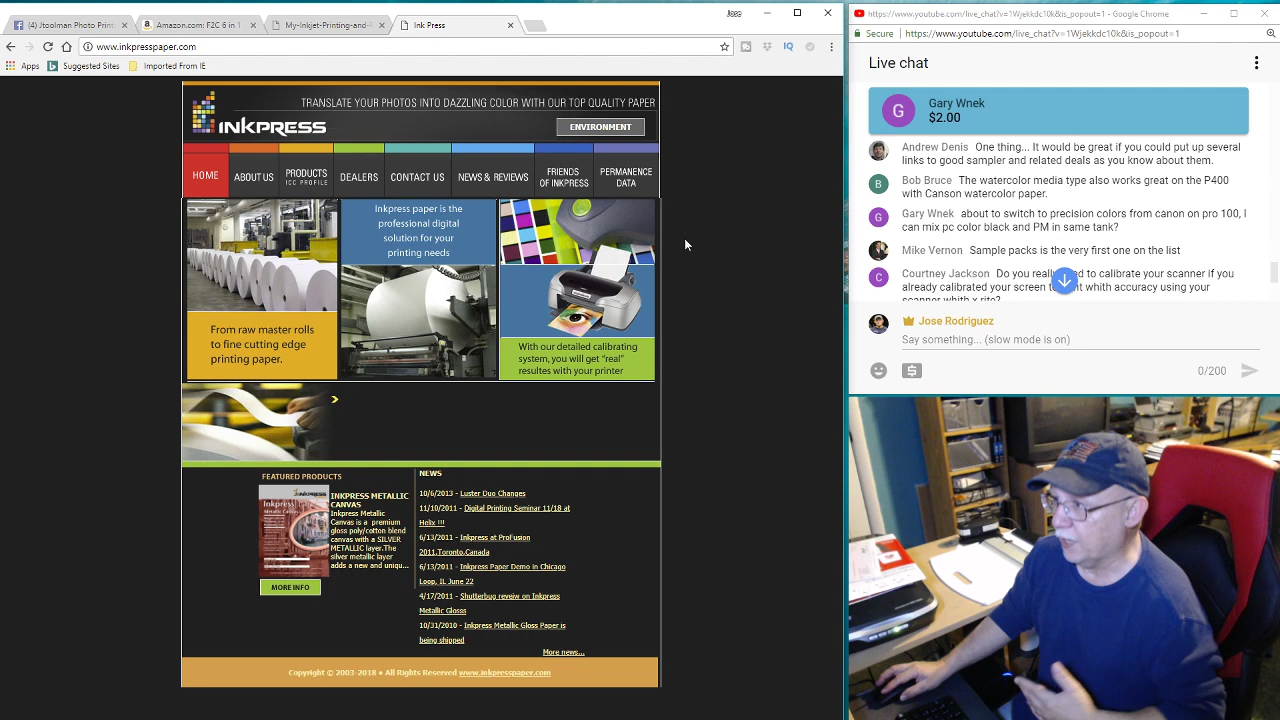 (4) Jtoolman Photo Print
Amazon.com: F2C 6 in 1
My-Inkjet-Printing-and-F
Ink Press
www.inkpresspaper.com
Apps
Suggested Sites
Imported From IE
TRANSLATE YOUR PHOTOS INTO DAZZLING COLOR WITH OUR TOP QUALITY PAPER
INKPRESS
ENVIRONMENT
HOME
ABOUT US
PRODUCTS
ICC PROFILE
DEALERS
CONTACT US
NEWS & REVIEWS
FRIENDS
OF INKPRESS
PERMANENCE
DATA
From raw master rolls
to fine cutting edge
printing paper.
Inkpress paper is the
professional digital
solution for your
printing needs
With our detailed calibrating
system, you will get "real"
resultes with your printer
FEATURED PRODUCTS
INKPRESS METALLIC
CANVAS
Inkpress Metallic
Canvas is a premium
gloss poly/cotton blend
canvas with a SILVER
METALLIC layer.The
silver metallic layer
adds a new and uniqu...
MORE INFO
NEWS
10/6/2013 - Luster Duo Changes
11/10/2011 - Digital Printing Seminar 11/18 at
Helix !!!
6/13/2011 - Inkpress at ProFusion
2011,Toronto,Canada
6/13/2011 - Inkpress Paper Demo in Chicago
Loop, IL June 22
4/17/2011 - Shutterbug reveiw on Inkpress
Metallic Glosss
10/31/2010 - Inkpress Metallic Gloss Paper is
being shipped
More news...
Copyright © 2003-2018 • All Rights Reserved www.inkpresspaper.com
https://www.youtube.com/live_chat?v=1Wjekkdc10k&is_popout=1 - Google Chrome
Secure https://www.youtube.com/live_chat?v=1Wjekkdc10k&is_popout=1
Live chat
G
Gary Wnek
$2.00
Andrew Denis One thing... It would be great if you could put up several
links to good sampler and related deals as you know about them.
B
Bob Bruce The watercolor media type also works great on the P400
with Canson watercolor paper.
G
Gary Wnek about to switch to precision colors from canon on pro 100, I
can mix pc color black and PM in same tank?
Mike Vernon Sample packs is the very first one on the list
C
Courtney Jackson Do you to calibrate your scanner if you
already calibrated your screen whith accuracy using your
scanner whith x rite?
Jose Rodriguez
Say something... (slow mode is on)
0/200